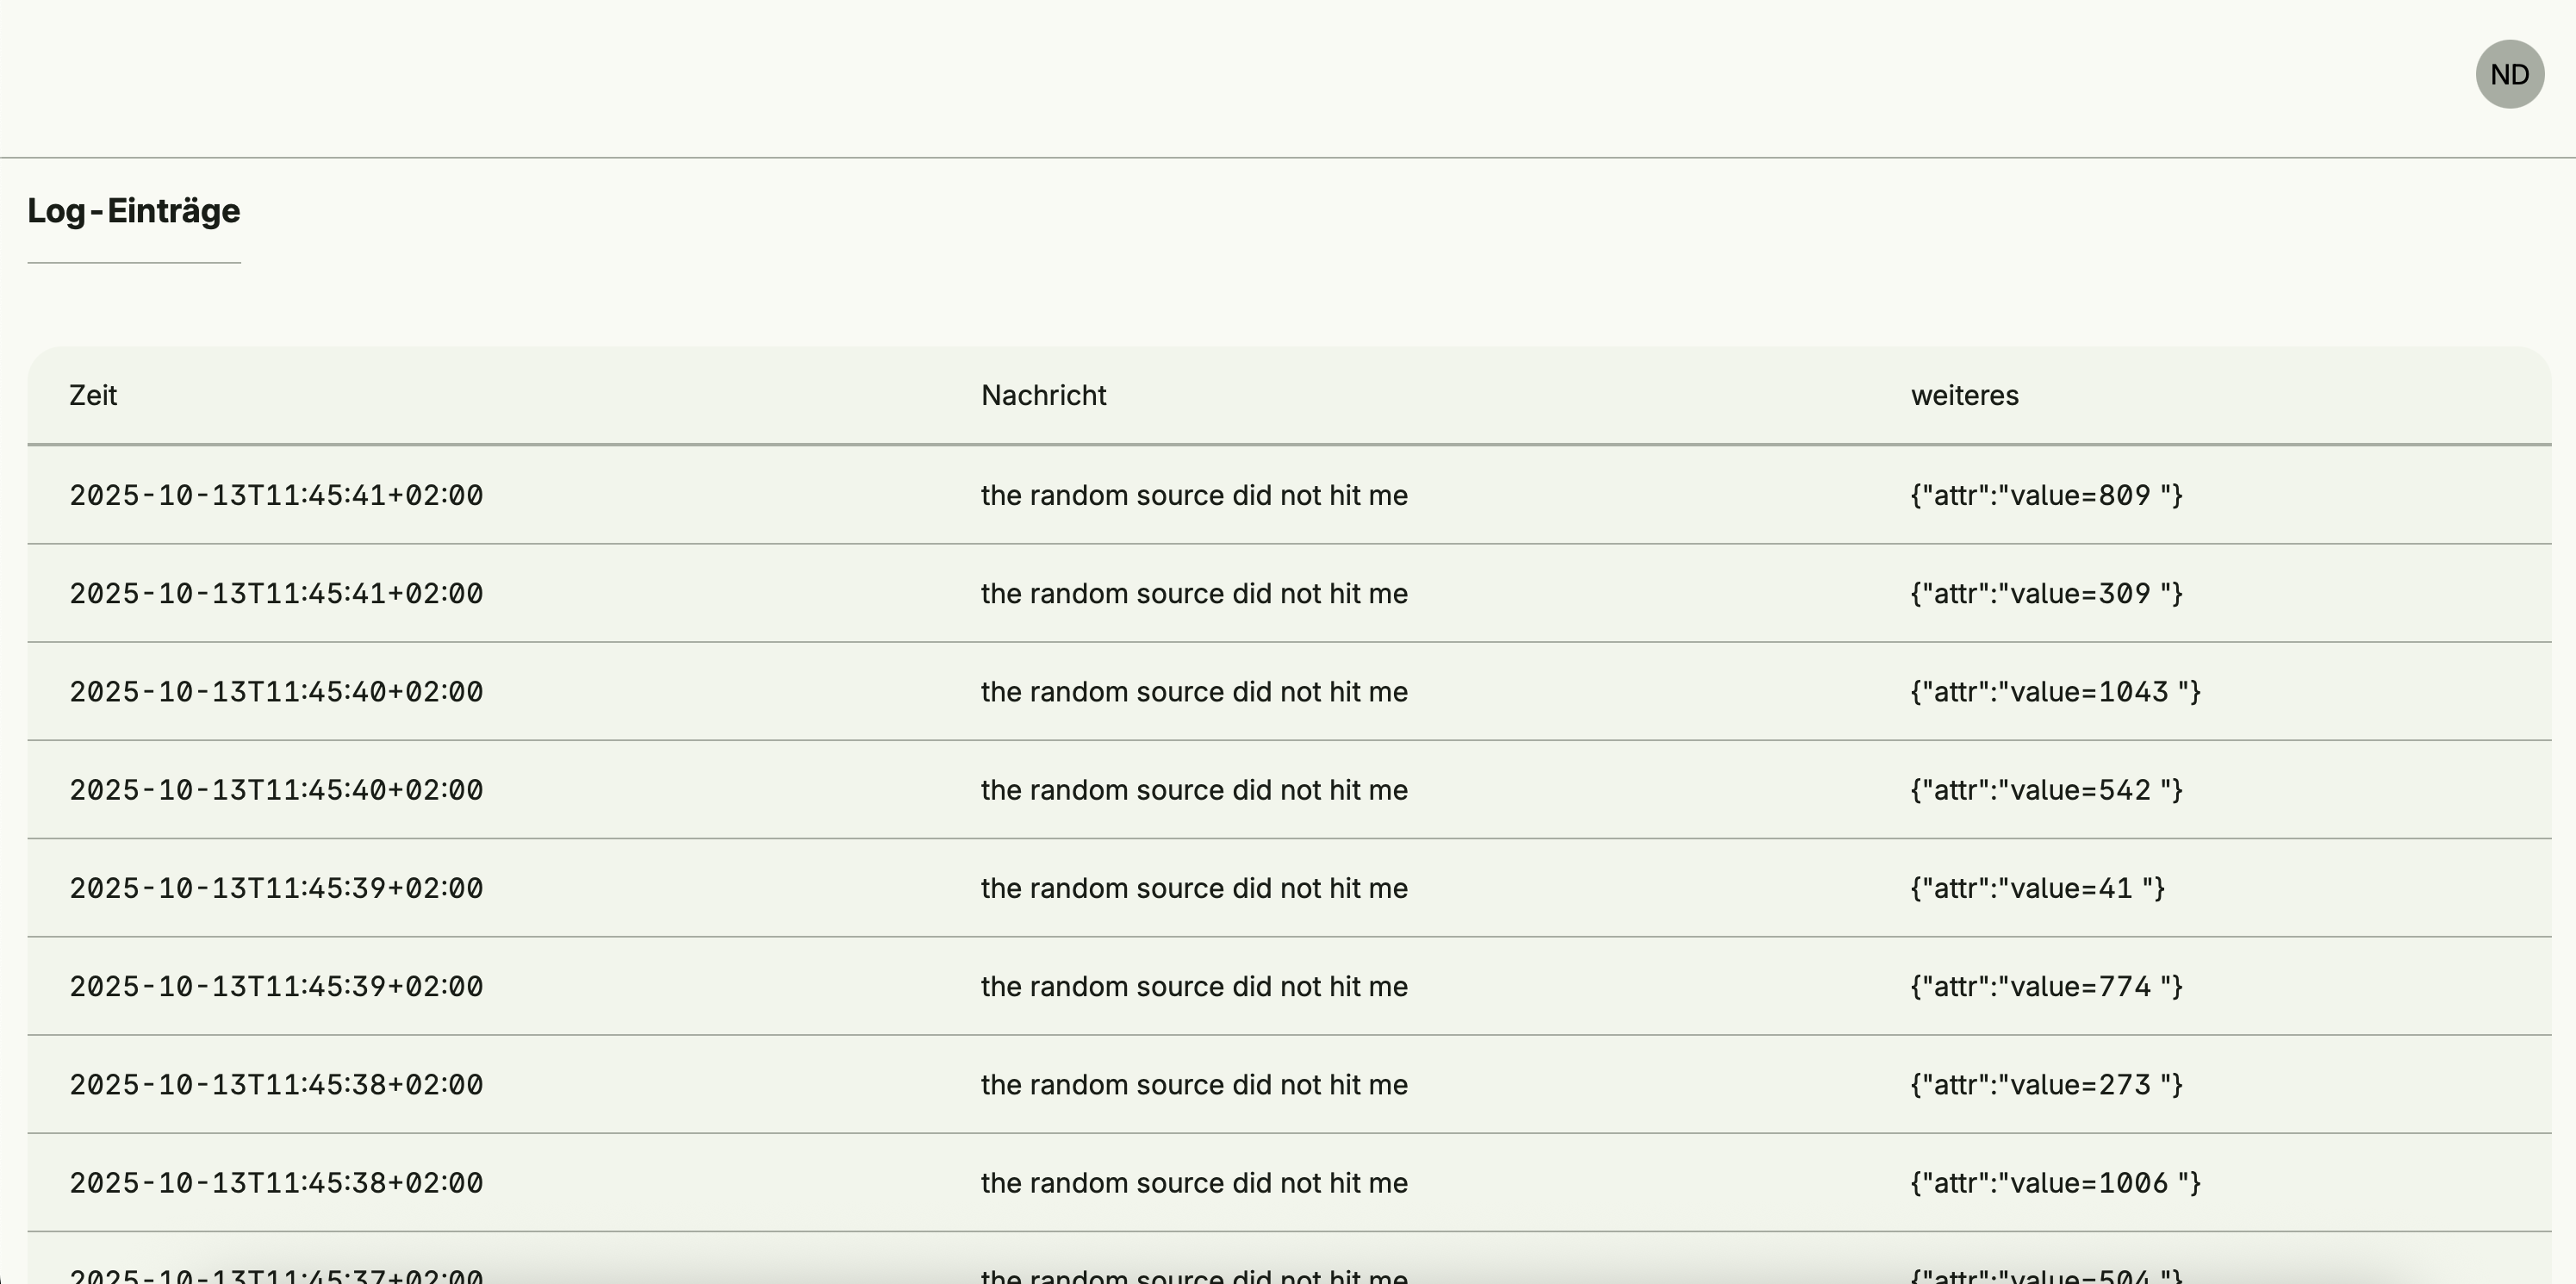 ND
Log-Einträge
Zeit Nachricht weiteres
2025-10-13T11:45:41+02:00 the random source did not hit me {"attr":"value=809 "}
2025-10-13T11:45:41+02:00 the random source did not hit me {"attr":"value=309 "}
2025-10-13T11:45:40+02:00 the random source did not hit me {"attr":"value=1043 "}
2025-10-13T11:45:40+02:00 the random source did not hit me {"attr":"value=542 "}
2025-10-13T11:45:39+02:00 the random source did not hit me {"attr":"value=41 "}
2025-10-13T11:45:39+02:00 the random source did not hit me {"attr":"value=774 "}
2025-10-13T11:45:38+02:00 the random source did not hit me {"attr":"value=273 "}
2025-10-13T11:45:38+02:00 the random source did not hit me {"attr":"value=1006 "}
2025-10-13T11:45:37+02:00 the random source did not hit me {"attr":"value=504 "}